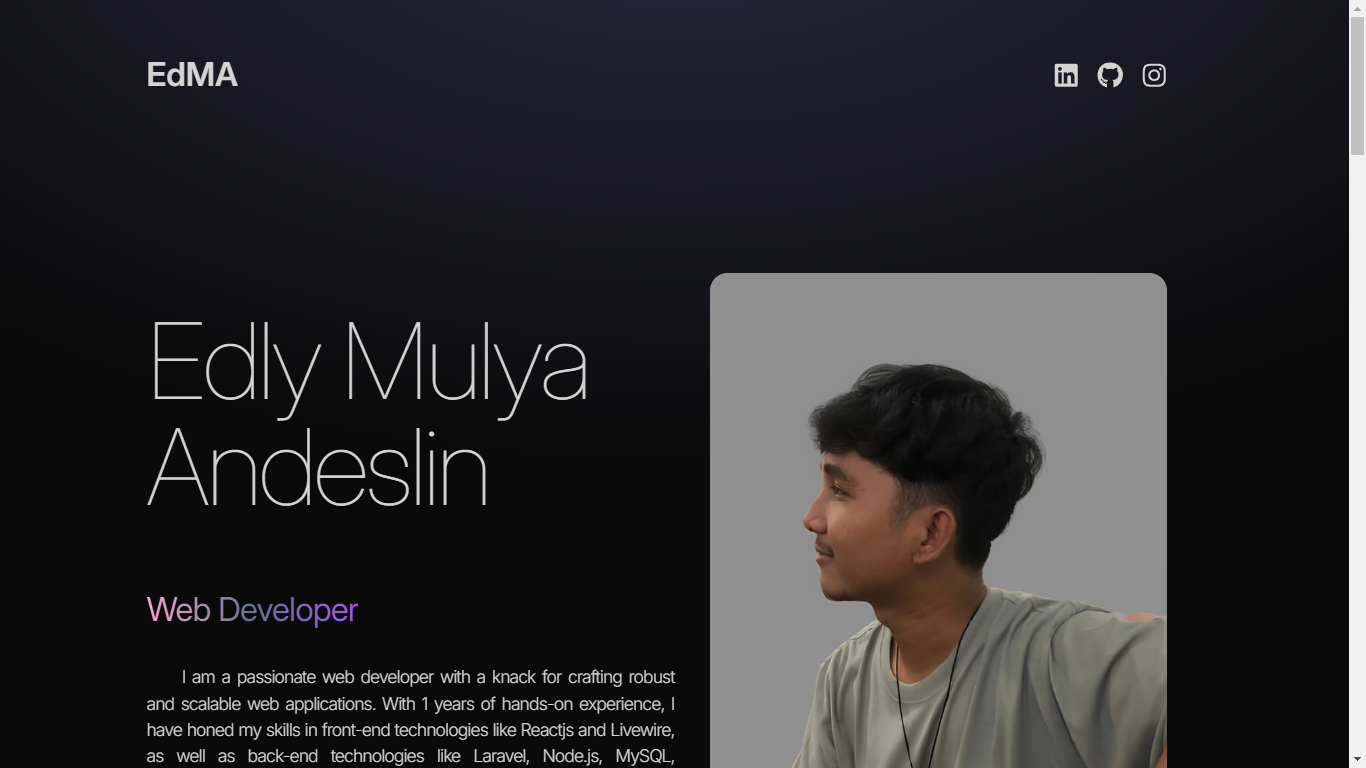 EdMA
Edly Mulya
Andeslin
Web Developer
I am a passionate web developer with a knack for crafting robust
and scalable web applications. With 1 years of hands-on experience, I
have honed my skills in front-end technologies like Reactjs and Livewire,
as well as back-end technologies like Laravel, Node.js, MySQL,